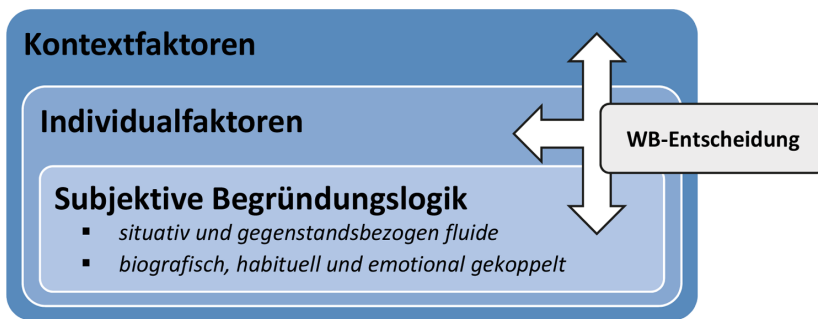 Kontextfaktoren
Individualfaktoren
WB-Entscheidung
Subjektive Begründungslogik
▪ situativ und gegenstandsbezogen fluide
▪ biografisch, habituell und emotional gekoppelt